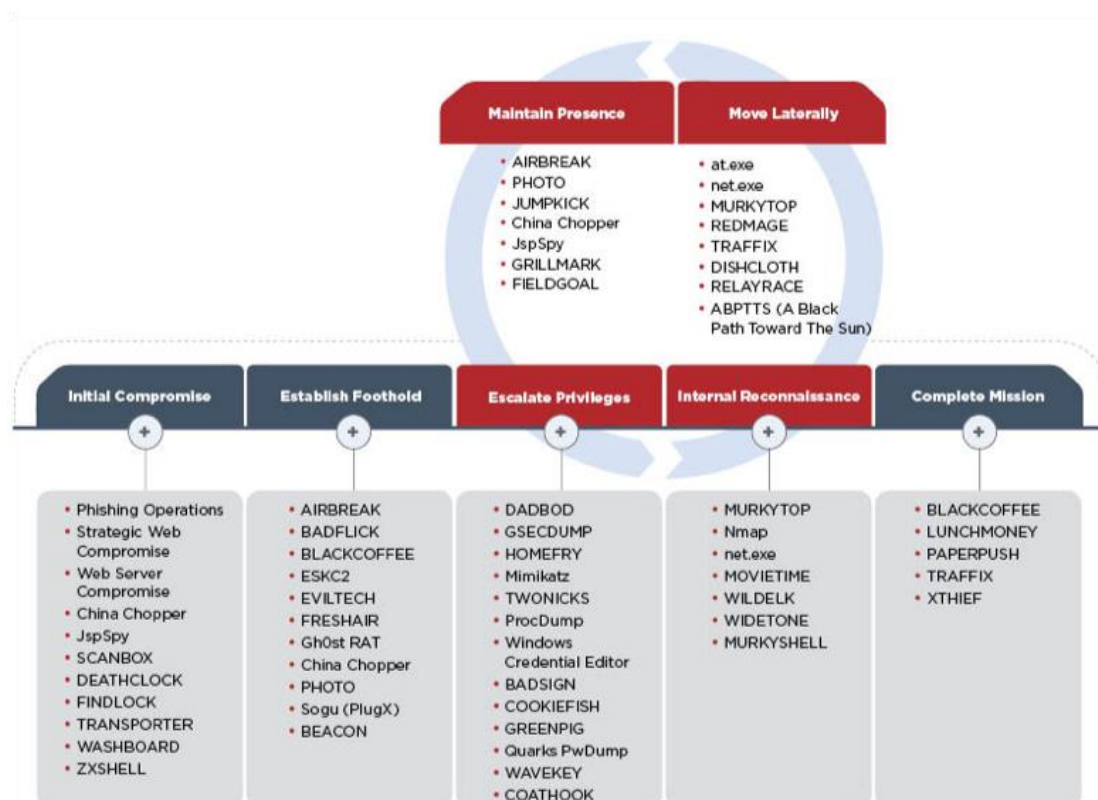 Maintain Presence
Move Laterally
• AIRBREAK
• PHOTO
• JUMPKICK
• China Chopper
• JspSpy
• GRILLMARK
• FIELDGOAL
• at.exe
• net.exe
• MURKYTOP
• REDMAGE
• TRAFFIX
• DISHCLOTH
• RELAYRACE
• ABPTTS (A Black
Path Toward The Sun)
Initial Compromise
Establish Foothold
Escalate Privileges
Internal Reconnaissance
Complete Mission
• Phishing Operations
• Strategic Web
Compromise
• Web Server
Compromise
• China Chopper
• JspSpy
• SCANBOX
• DEATHCLOCK
• FINDLOCK
• TRANSPORTER
• WASHBOARD
• ZXSHELL
• AIRBREAK
• BADFLICK
• BLACKCOFFEE
• ESKC2
• EVILTECH
• FRESHAIR
• Gh0st RAT
• China Chopper
• PHOTO
• Sogu (PlugX)
• BEACON
• DADBOD
• GSECDUMP
• HOMEFRY
• Mimikatz
• TWONICKS
• ProcDump
• Windows
Credential Editor
• BADSIGN
• COOKIEFISH
• GREENPIG
• Quarks PwDump
• WAVEKEY
• COATHOOK
• MURKYTOP
• Nmap
• net.exe
• MOVIETIME
• WILDELK
• WIDETONE
• MURKYSHELL
• BLACKCOFFEE
• LUNCHMONEY
• PAPERPUSH
• TRAFFIX
• XTHIEF